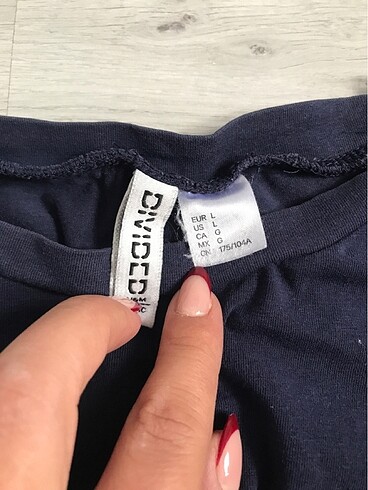 DIVIDED
H&M
EUR L
US L
CA G
MX G
CN 175/104A